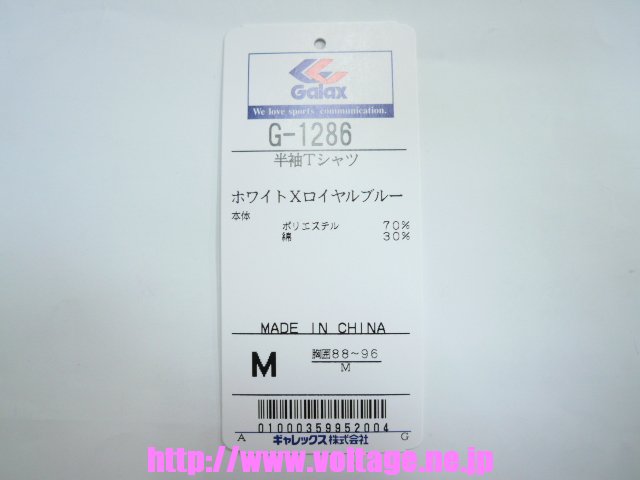 Galax
We love sports communication.
G-1286
半袖Tシャツ
ホワイトXロイヤルブルー
本体
ポリエステル 70%
綿 30%
MADE IN CHINA
M 胸囲88～96
M
01000359952004
A ギャレックス株式会社 G
http://www.voltage.ne.jp